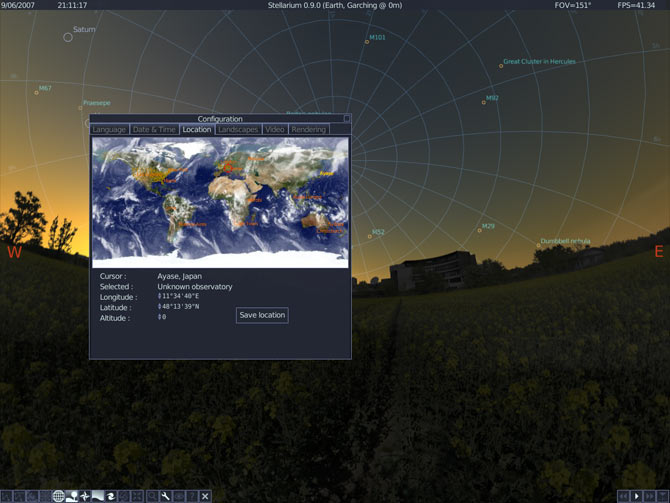 9/06/2007 21:11:17 Stellarium 0.9.0 (Earth, Garching @ 0m) FOV=151° FPS=41.34
Saturn
M101
Great Cluster in Hercules
M67
M92
Praesepe
Configuration
Language Date & Time Location Landscapes Video Rendering
Ayase
M52
M29
Dumbbell nebula
W
E
Cursor : Ayase, Japan
Selected : Unknown observatory
Longitude : 11°34'40"E
Latitude : 48°13'39"N
Altitude : 0
Save location